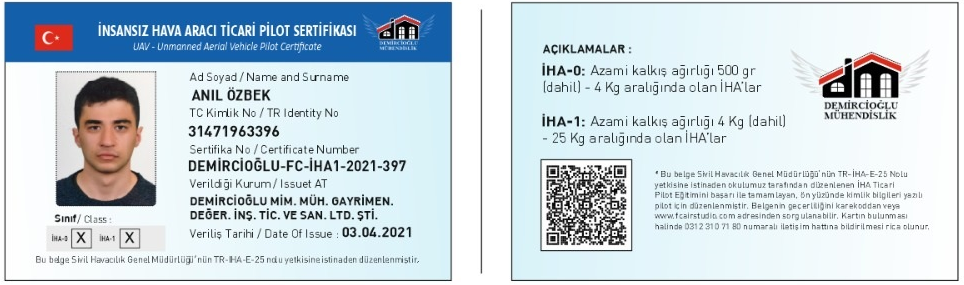 İNSANSIZ HAVA ARACI TİCARİ PİLOT SERTİFİKASI
UAV - Unmanned Aerial Vehicle Pilot Certificate
DEMİRCİOĞLU
MÜHENDİSLİK
Ad Soyad / Name and Surname
ANIL ÖZBEK
TC Kimlik No / TR Identity No
31471963396
Sertifika No / Certificate Number
DEMİRCİOĞLU-FC-İHA1-2021-397
Verildiği Kurum / Issuet AT
DEMİRCİOĞLU MİM. MÜH. GAYRİMEN.
DEĞER. İNŞ. TİC. VE SAN. LTD. ŞTİ.
Veriliş Tarihi / Date Of Issue : 03.04.2021
Sınıf/ Class :
İHA-0 X İHA-1 X
Bu belge Sivil Havacılık Genel Müdürlüğü'nün TR-IHA-E-25 nolu yetkisine istinaden düzenlenmiştir.
AÇIKLAMALAR :
İHA-0: Azami kalkış ağırlığı 500 gr
(dahil) - 4 Kg aralığında olan İHA'lar
İHA-1: Azami kalkış ağırlığı 4 Kg (dahil)
- 25 Kg aralığında olan İHA'lar
DEMİRCİOĞLU
MÜHENDİSLİK
* Bu belge Sivil Havacılık Genel Müdürlüğü'nün TR-İHA-E-25 Nolu
yetkisine istinaden okulumuz tarafından düzenlenen İHA Ticari
Pilot Eğitimini başarı ile tamamlayan, ön yüzünde kimlik bilgileri yazılı
pilot için düzenlenmiştir. Belgenin geçerliliğini karekoddan veya
www.fcairstudio.com adresinden sorgulanabilir. Kartın bulunması
halinde 0312 310 71 80 numaralı iletişim hattına bildirilmesi rica olunur.